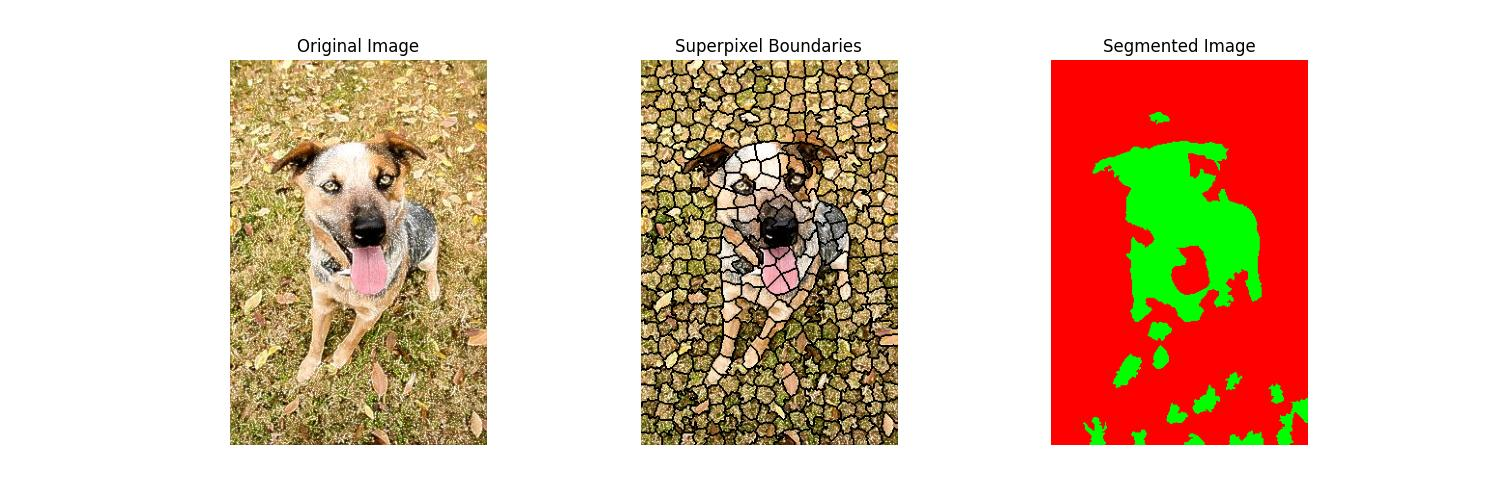 Original Image
Superpixel Boundaries
Segmented Image